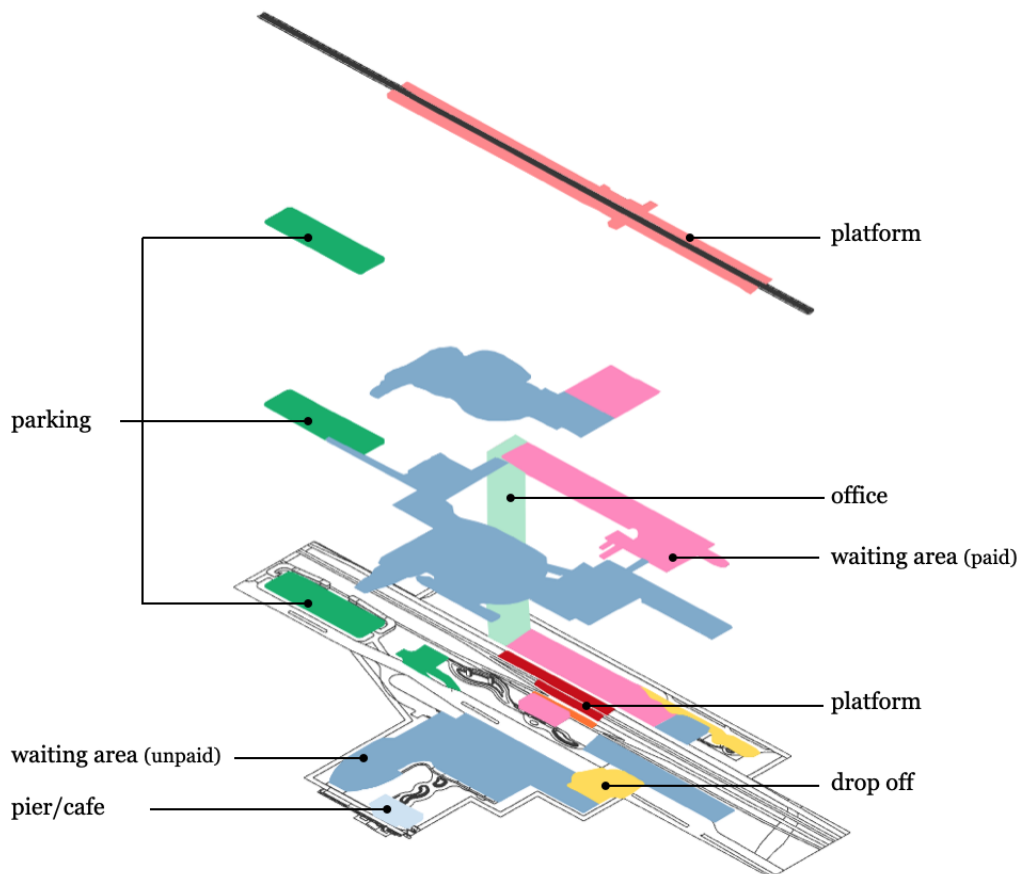 platform
parking
office
waiting area (paid)
platform
waiting area (unpaid)
drop off
pier/cafe